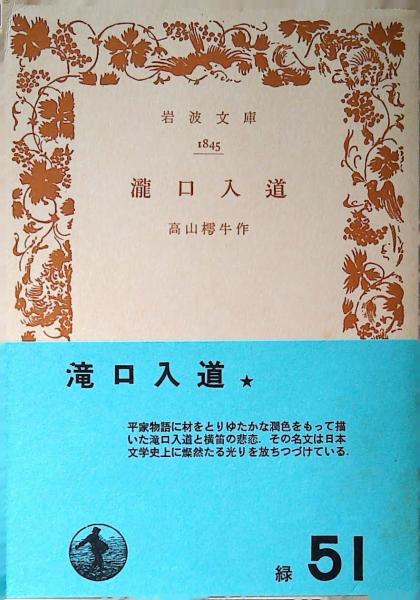 岩波文庫
1845
瀧口入道
高山樗牛作
滝口入道★
平家物語に材をとりゆたかな潤色をもって描
いた滝口入道と横笛の悲恋．その名文は日本
文学史上に燦然たる光りを放ちつづけている．
緑 51